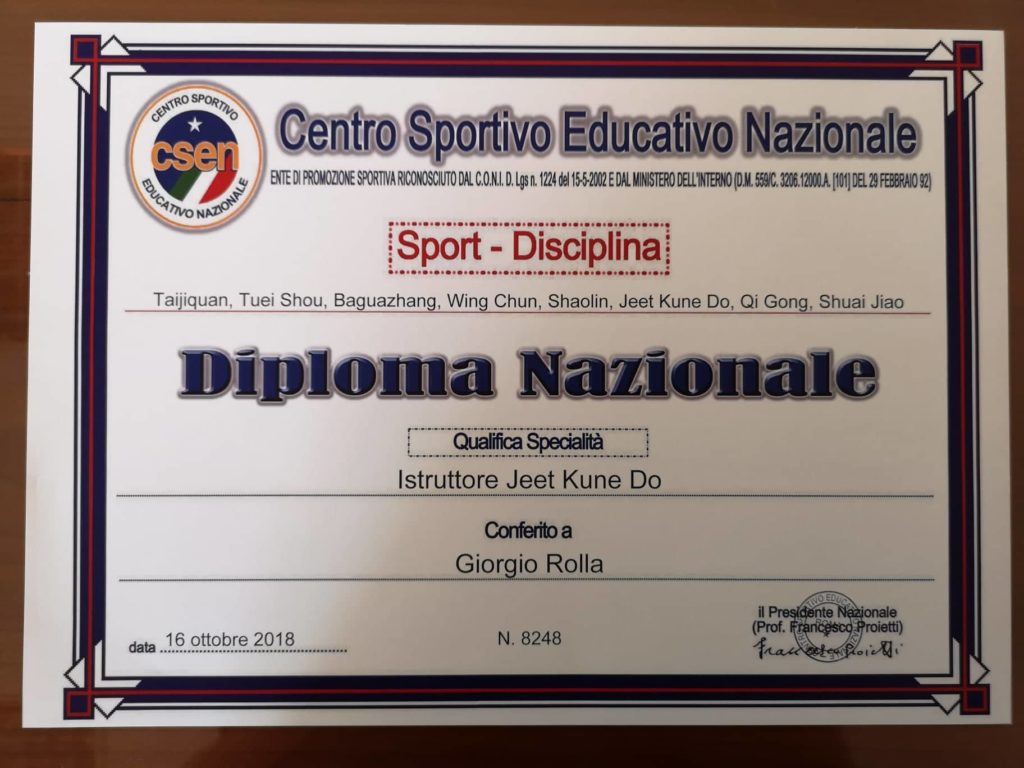 CENTRO SPORTIVO
csen
EDUCATIVO NAZIONALE
Centro Sportivo Educativo Nazionale
ENTE DI PROMOZIONE SPORTIVA RICONOSCIUTO DAL C.O.N.I. D. Lgs n. 1224 del 15-5-2002 E DAL MINISTERO DELL'INTERNO (D.M. 559/C. 3206.12000.A. [101] DEL 29 FEBBRAIO 92)
Sport - Disciplina
Taijiquan, Tuei Shou, Baguazhang, Wing Chun, Shaolin, Jeet Kune Do, Qi Gong, Shuai Jiao
Diploma Nazionale
Qualifica Specialità
Istruttore Jeet Kune Do
Conferito a
Giorgio Rolla
il Presidente Nazionale
(Prof. Francesco Proietti)
data 16 ottobre 2018
N. 8248
Francesco Proietti